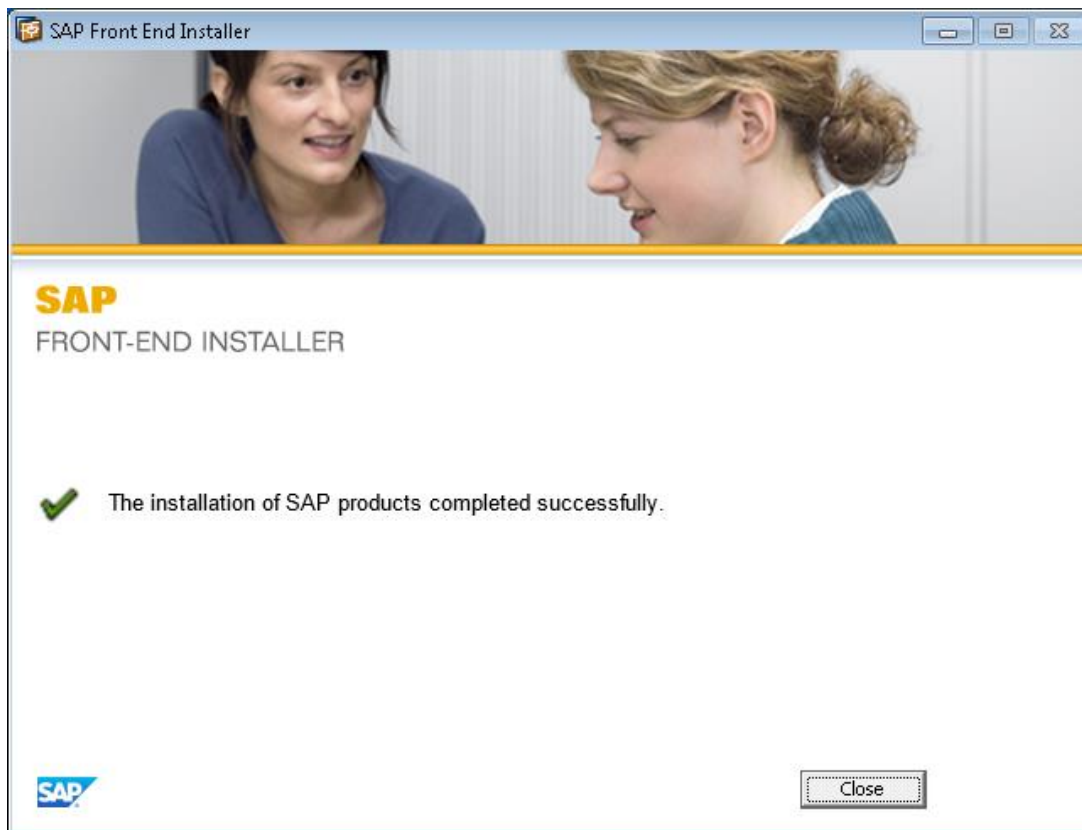 SAP Front End Installer
SAP
FRONT-END INSTALLER
The installation of SAP products completed successfully.
SAP
Close